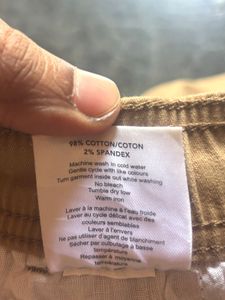 98% COTTON/COTON
2% SPANDEX
Machine wash in cold water
Gentle cycle with like colours
Turn garment inside out while washing
No bleach
Tumble dry low
Warm iron
Laver à la machine à l'eau froide
Laver au cycle délicat avec des
couleurs semblables
Laver à l'envers
Ne pas utiliser d'agent de blanchiment
Sécher par culbutage à basse
température
Repasser à moyenne
température